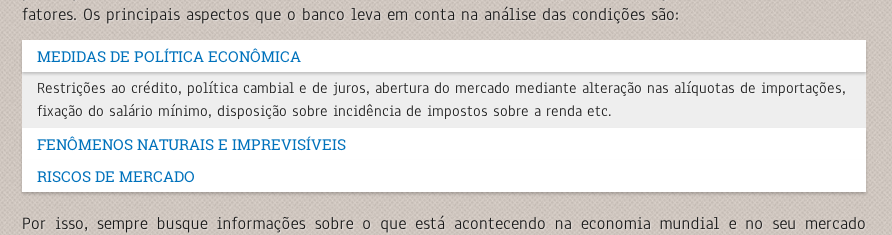 fatores. Os principais aspectos que o banco leva em conta na análise das condições são:
MEDIDAS DE POLÍTICA ECONÔMICA
Restrições ao crédito, política cambial e de juros, abertura do mercado mediante alteração nas alíquotas de importações,
fixação do salário mínimo, disposição sobre incidência de impostos sobre a renda etc.
FENÔMENOS NATURAIS E IMPREVISÍVEIS
RISCOS DE MERCADO
Por isso, sempre busque informações sobre o que está acontecendo na economia mundial e no seu mercado